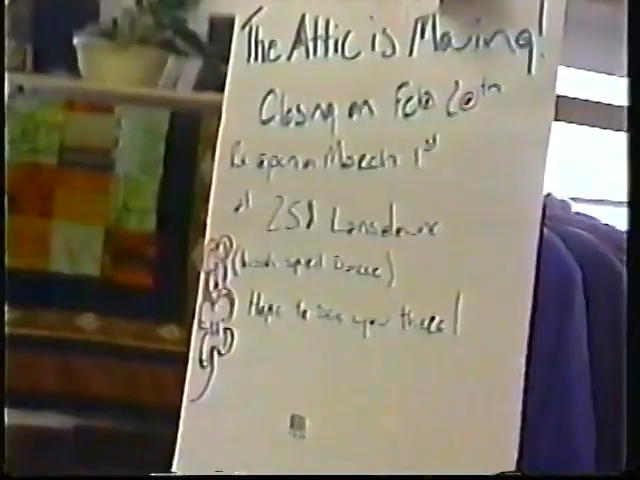 The Attic is Moving!
Closing on Feb 20th
Re open March 1st
at 251 Lansdowne
Hope to see you there!